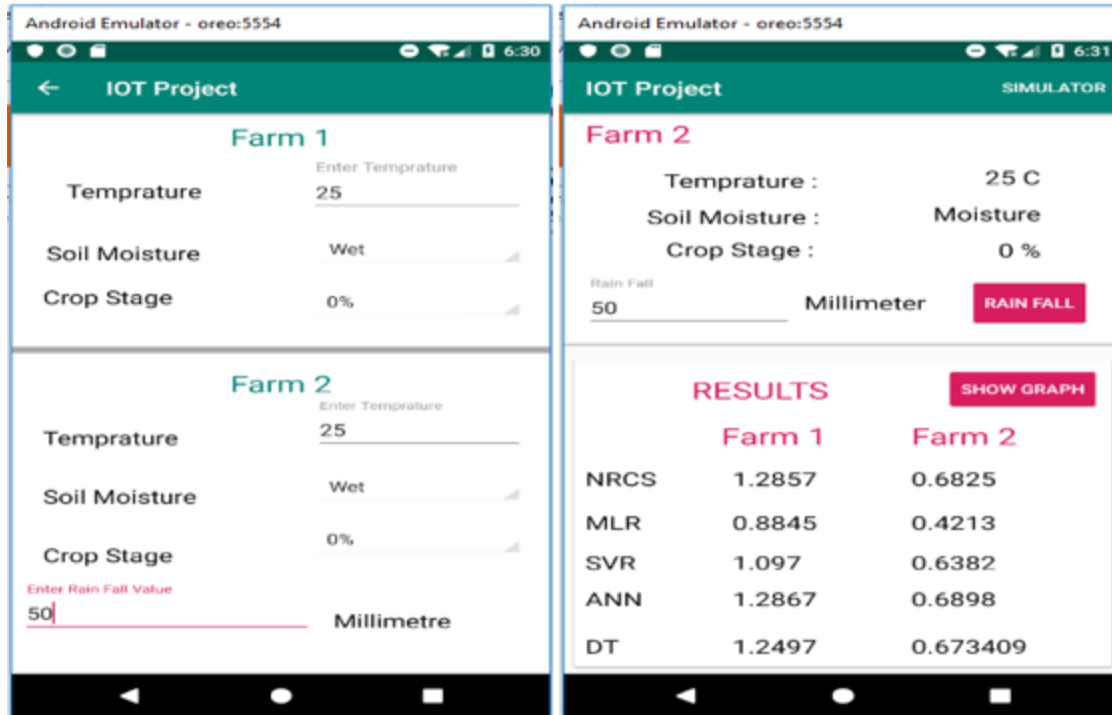 Android Emulator - oreo:5554
6:30
IOT Project
Farm 1
Enter Temprature
Temprature 25
Soil Moisture Wet
Crop Stage 0%
Farm 2
Enter Temprature
Temprature 25
Soil Moisture Wet
Crop Stage 0%
Enter Rain Fall Value
50 Millimetre
Android Emulator - oreo:5554
6:31
IOT Project SIMULATOR
Farm 2
Temprature : 25 C
Soil Moisture : Moisture
Crop Stage : 0 %
Rain Fall
50 Millimeter RAIN FALL
RESULTS SHOW GRAPH
Farm 1 Farm 2
NRCS 1.2857 0.6825
MLR 0.8845 0.4213
SVR 1.097 0.6382
ANN 1.2867 0.6898
DT 1.2497 0.673409